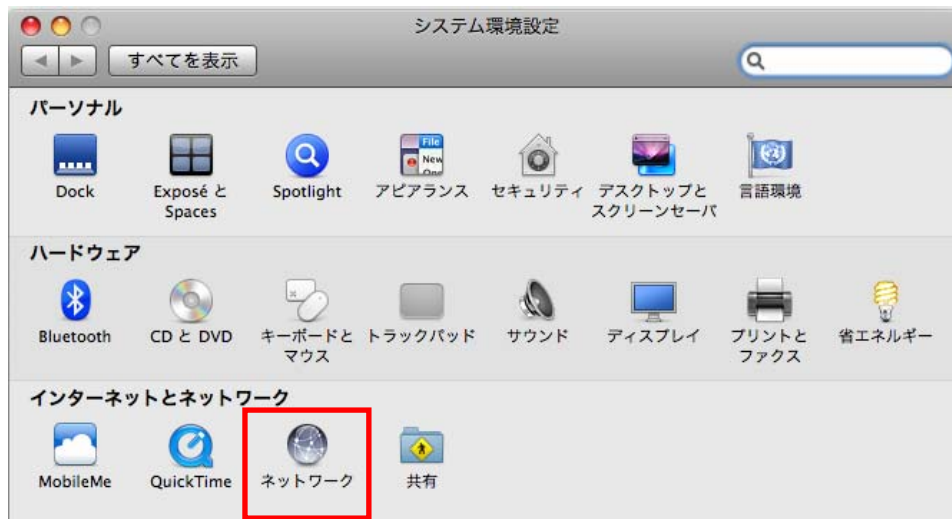 システム環境設定
すべてを表示
パーソナル
Dock
Exposé と
Spaces
Spotlight
File
New
アピアランス
セキュリティ
デスクトップと
スクリーンセーバ
言語環境
ハードウェア
Bluetooth
CD と DVD
キーボードと
マウス
トラックパッド
サウンド
ディスプレイ
プリントと
ファクス
省エネルギー
インターネットとネットワーク
MobileMe
QuickTime
ネットワーク
共有